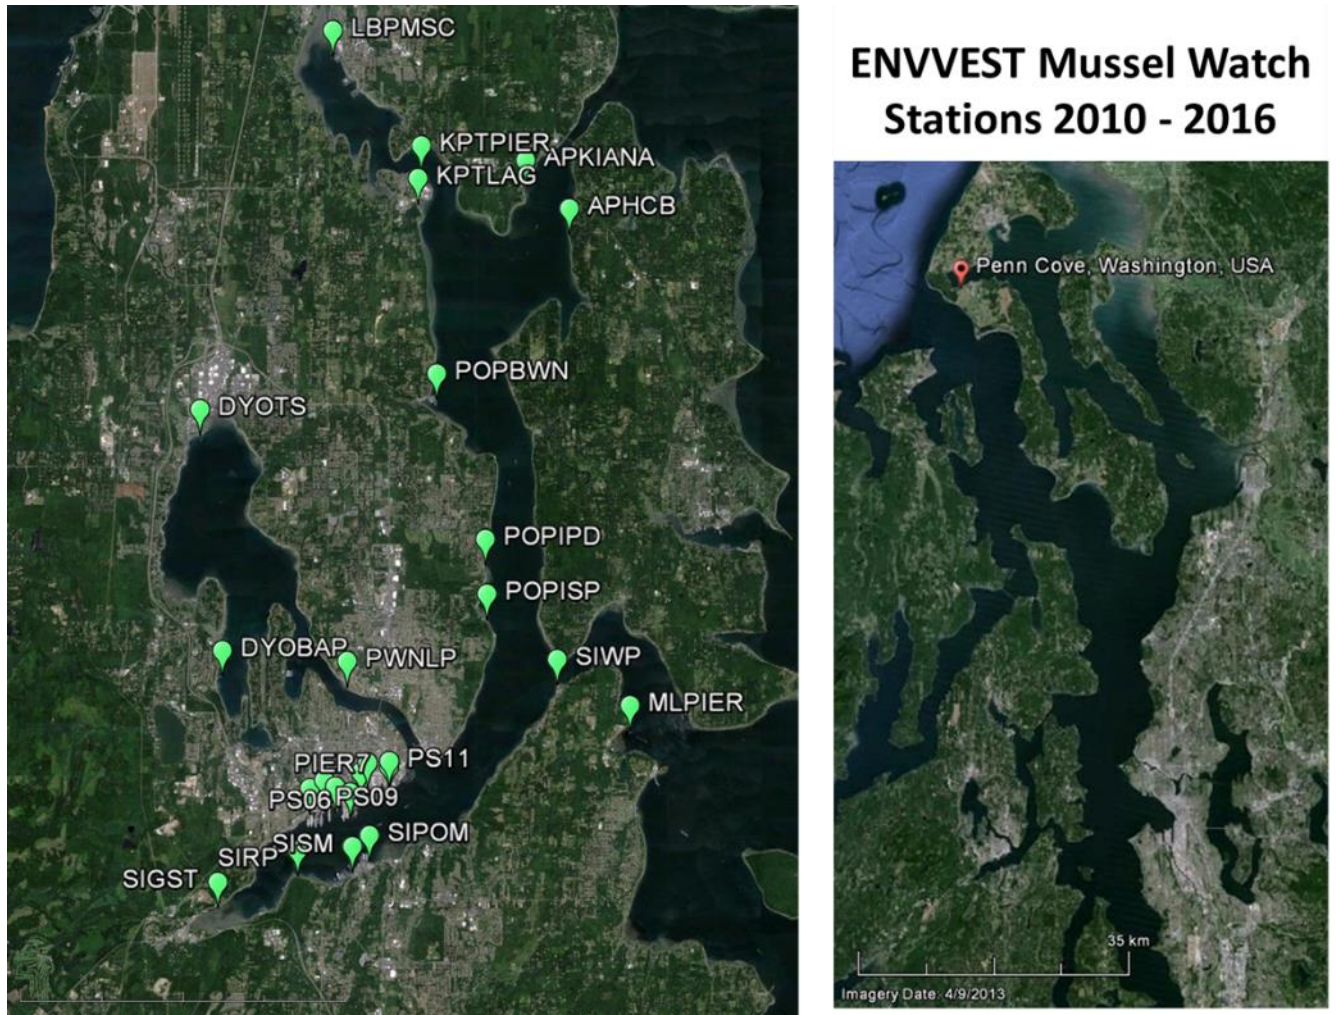 LBPMSC
KPTPIER
APKIANA
KPTLAG
APHCB
POPBWN
DYOTS
POPIPD
POPISP
DYOBAP
PWNLP
SIWP
MLPIER
PIER7
PS11
PS06
PS09
SISM
SIPOM
SIRP
SIGST
ENVVEST Mussel Watch
Stations 2010 - 2016
Penn Cove, Washington, USA
35 km
Imagery Date: 4/9/2013